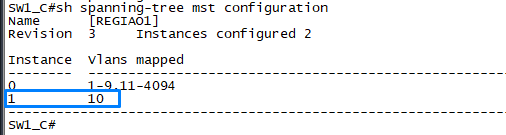 SW1_C#sh spanning-tree mst configuration
Name      [REGIAO1]
Revision  3     Instances configured 2
Instance  Vlans mapped
--------  ---------------------------------------------------------------------
0         1-9,11-4094
1         10
-------------------------------------------------------------------------------
SW1_C#